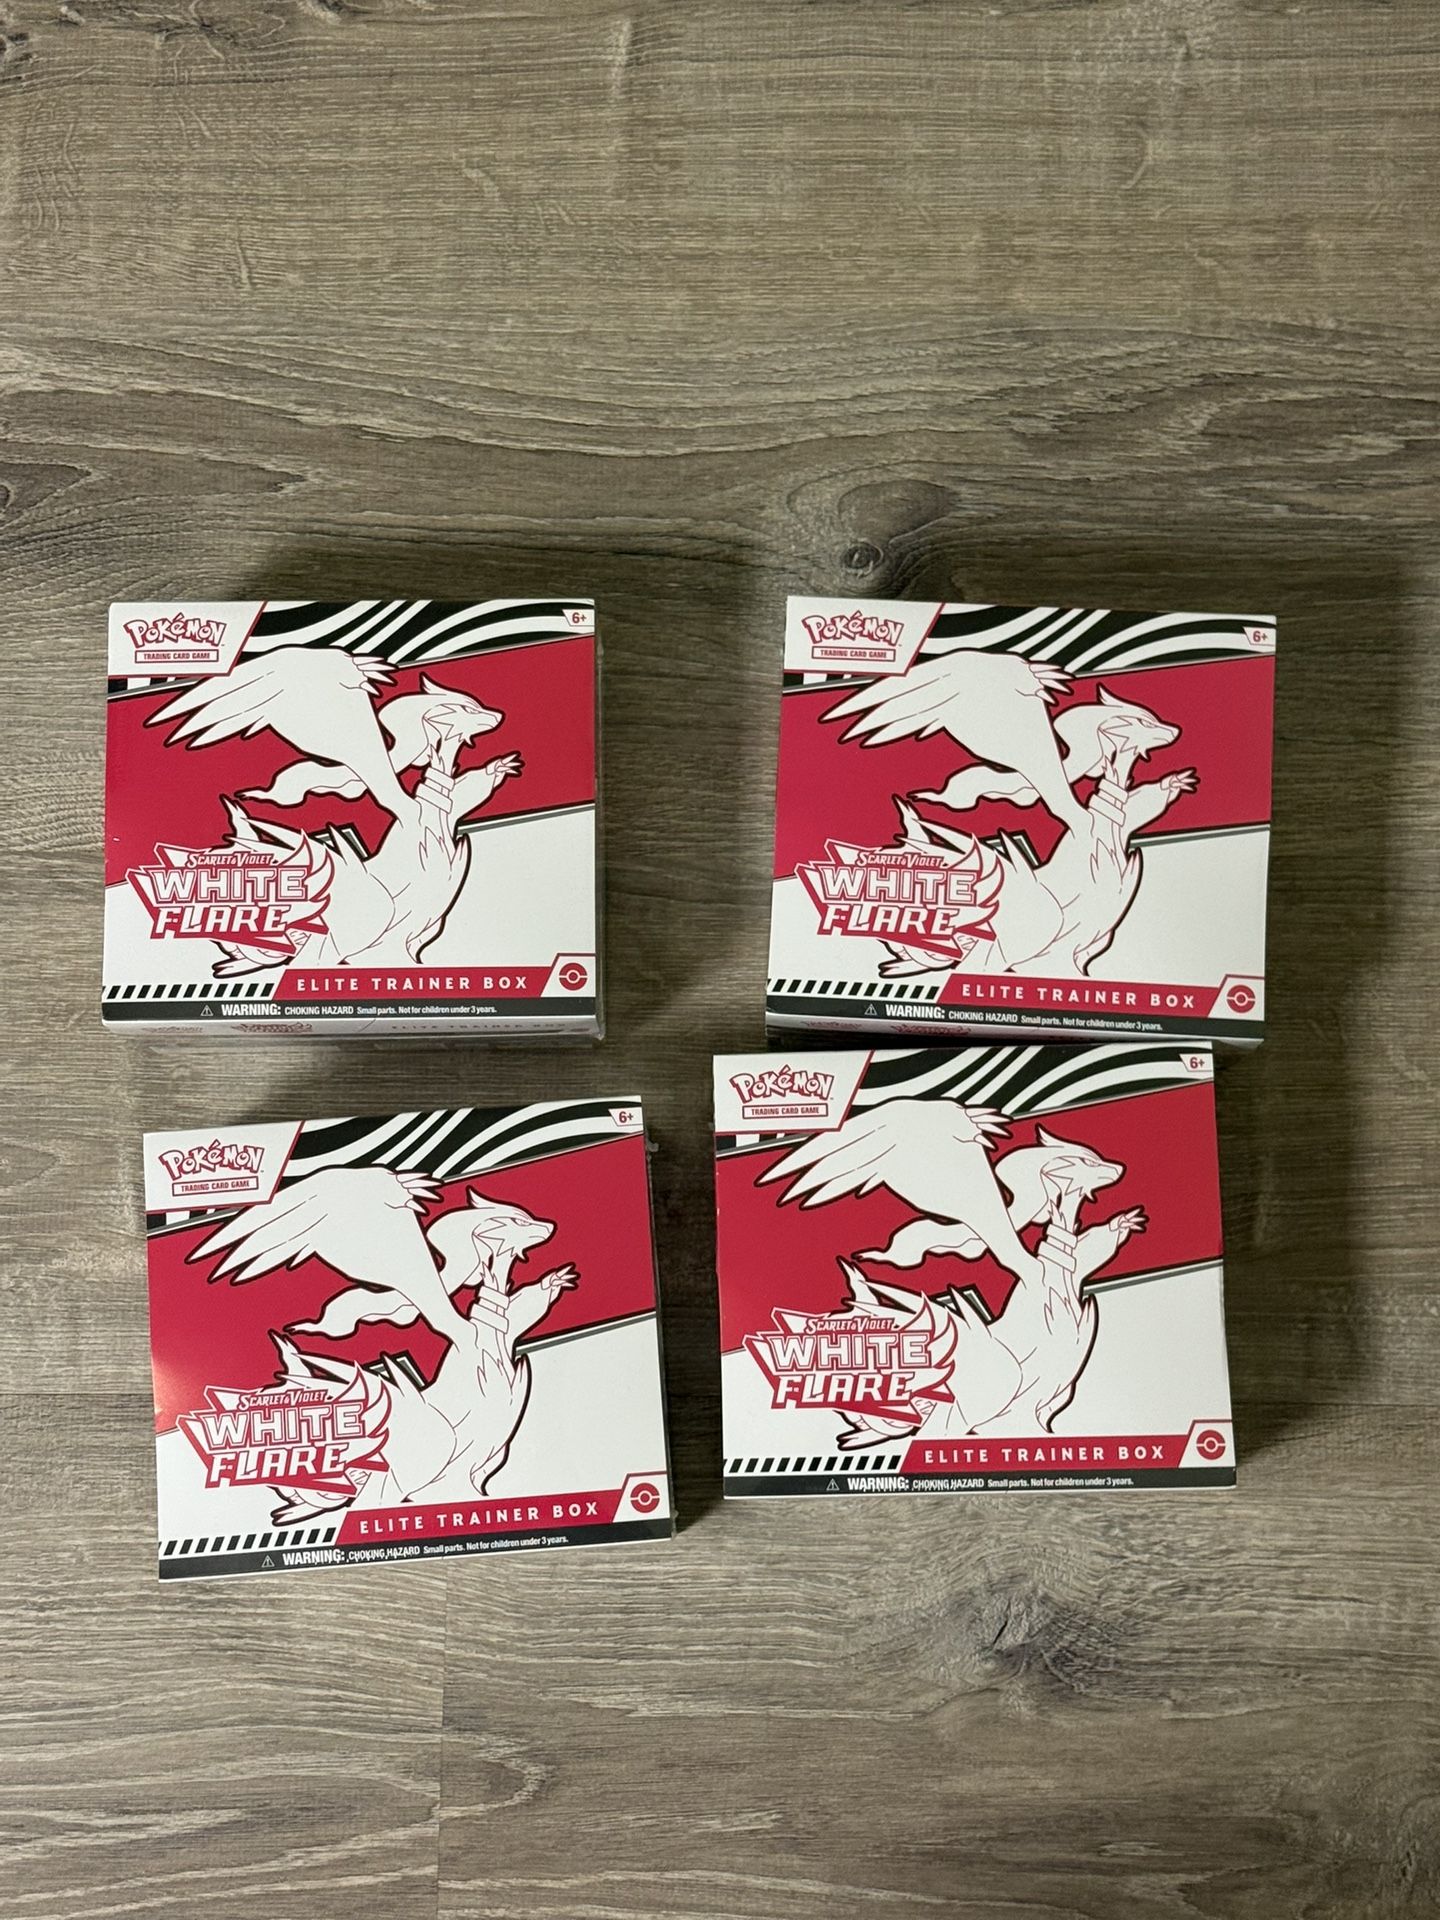 Pokémon
TRADING CARD GAME
6+
SCARLET & VIOLET
WHITE
FLARE
ELITE TRAINER BOX
WARNING: CHOKING HAZARD Small parts. Not for children under 3 years.
ELITE TRAINER BOX
Pokémon
TRADING CARD GAME
6+
SCARLET & VIOLET
WHITE
FLARE
ELITE TRAINER BOX
WARNING: CHOKING HAZARD Small parts. Not for children under 3 years.
Pokémon
TRADING CARD GAME
6+
SCARLET & VIOLET
WHITE
FLARE
ELITE TRAINER BOX
WARNING: CHOKING HAZARD Small parts. Not for children under 3 years.
Pokémon
TRADING CARD GAME
6+
SCARLET & VIOLET
WHITE
FLARE
ELITE TRAINER BOX
WARNING: CHOKING HAZARD Small parts. Not for children under 3 years.